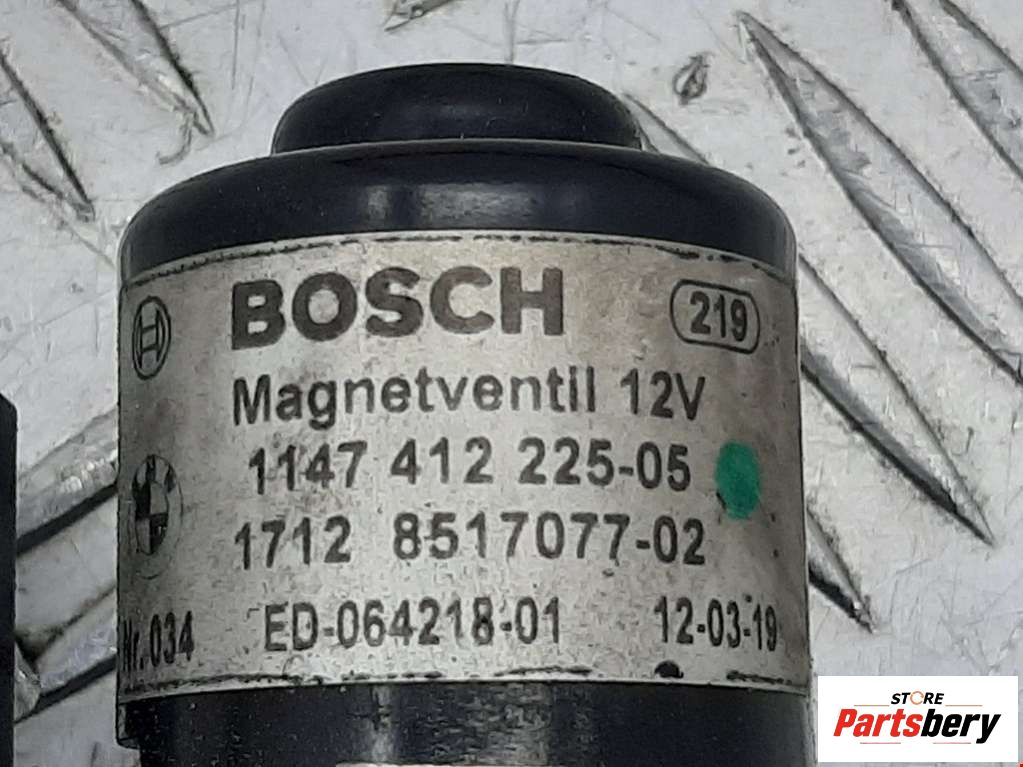 BOSCH 219
Magnetventil 12V
1147 412 225-05
1712 8517077-02
Nr.034 ED-064218-01 12-03-19
STORE
Partsbery